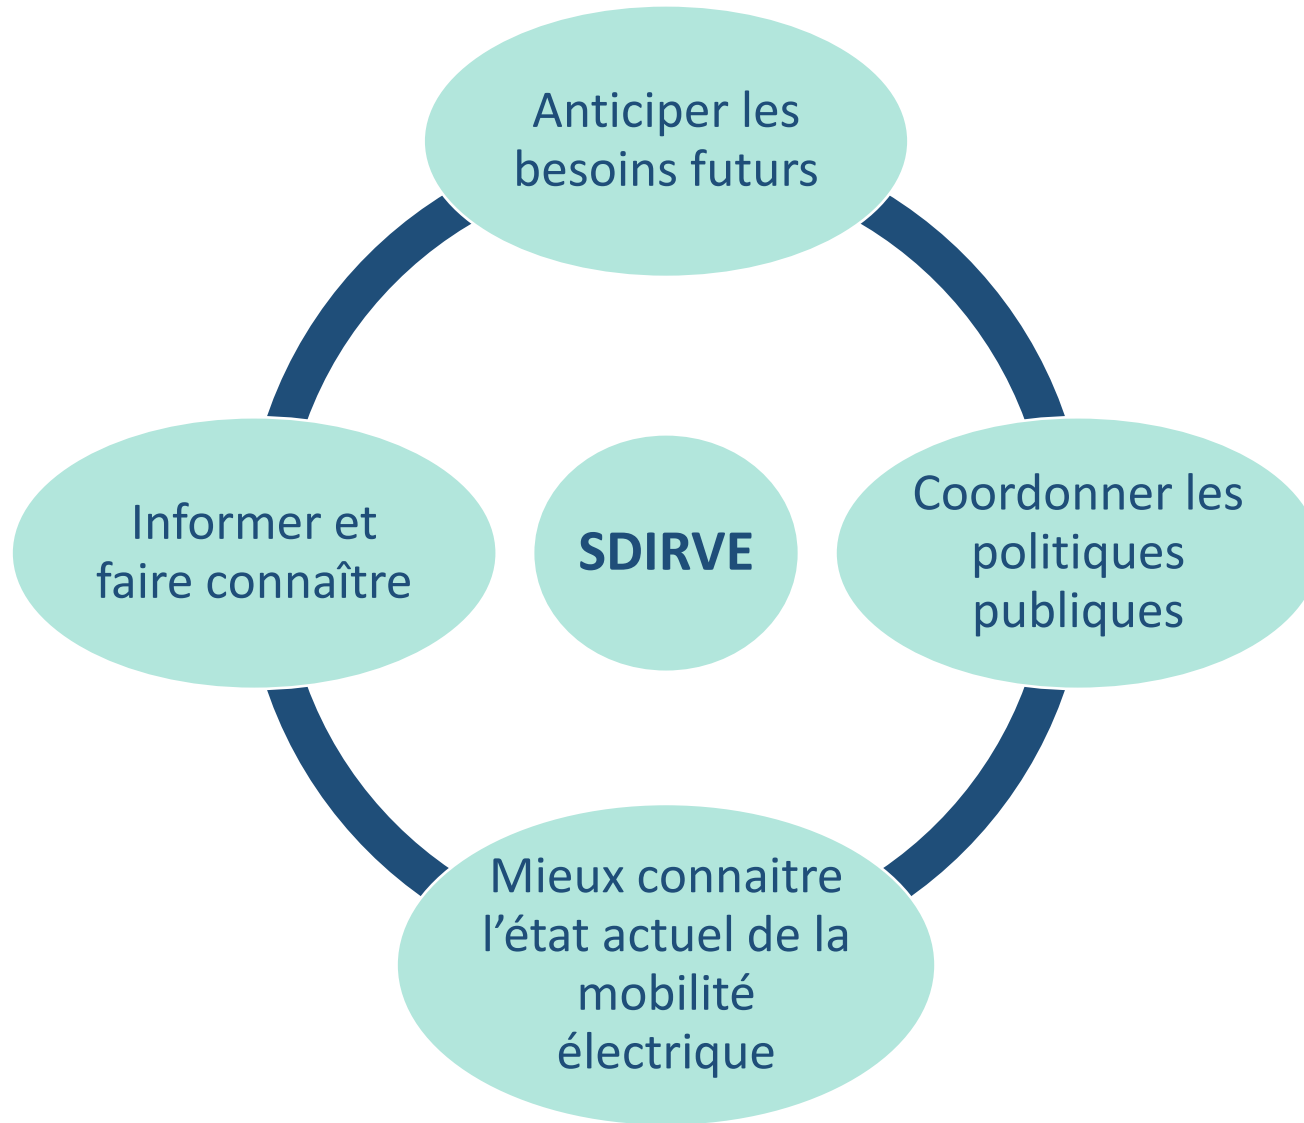 Anticiper les
besoins futurs
Informer et
faire connaître
SDIRVE
Coordonner les
politiques
publiques
Mieux connaitre
l’état actuel de la
mobilité
électrique